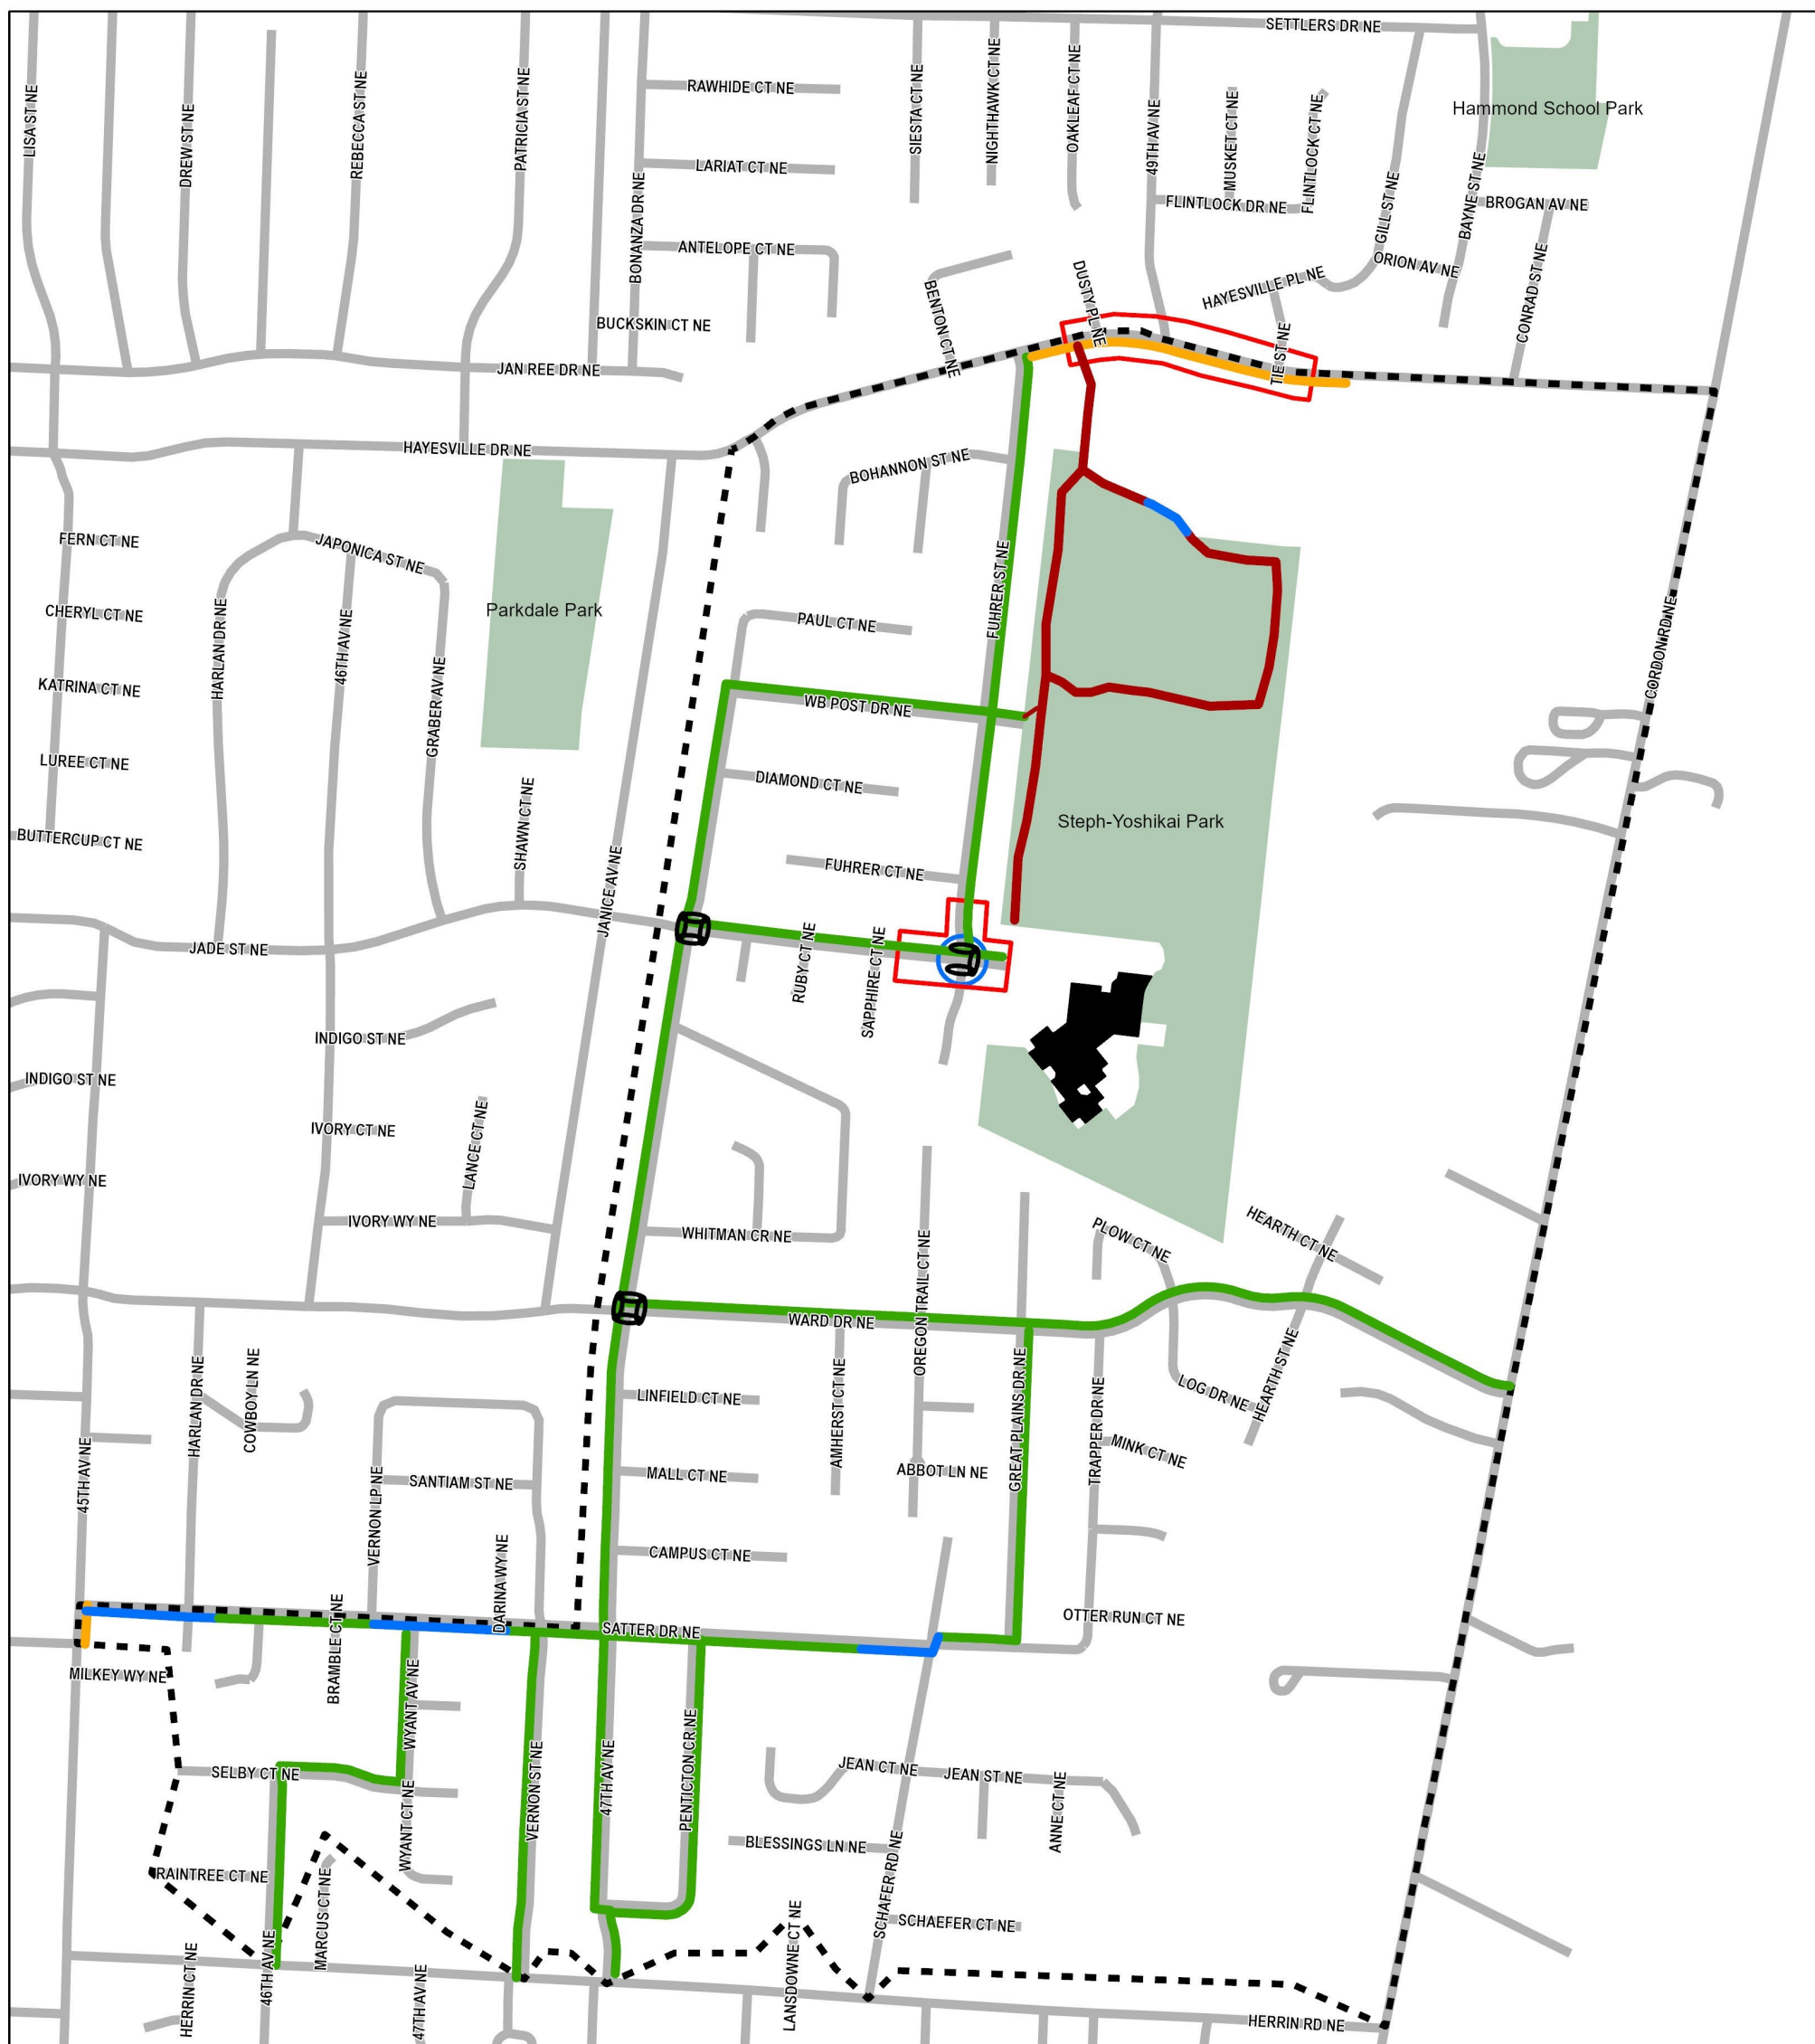 SETTLERS DR NE
LISA ST NE
DREW ST NE
REBECCA ST NE
PATRICIA ST NE
BONANZA DR NE
RAWHIDE CT NE
LARIAT CT NE
ANTELOPE CT NE
BUCKSKIN CT NE
SIESTA CT NE
NIGHTHAWK CT NE
OAKLEAF CT NE
49TH AV NE
MUSKET CT NE
FLINTLOCK CT NE
FLINTLOCK DR NE
GILL ST NE
BAYNE ST NE
Hammond School Park
BROGAN AV NE
ORION AV NE
CONRAD ST NE
HAYESVILLE PL NE
DUSTY PL NE
BENTON CT NE
TIE ST NE
JAN REE DR NE
HAYESVILLE DR NE
BOHANNON ST NE
FERN CT NE
JAPONICA ST NE
CHERYL CT NE
HARLAN DR NE
46TH AV NE
Parkdale Park
PAUL CT NE
FUHRER ST NE
CORDON RD NE
KATRINA CT NE
GRABER AV NE
WB POST DR NE
LUREE CT NE
DIAMOND CT NE
SHAWN CT NE
BUTTERCUP CT NE
Steph-Yoshikai Park
JANICE AV NE
FUHRER CT NE
JADE ST NE
RUBY CT NE
SAPPHIRE CT NE
INDIGO ST NE
INDIGO ST NE
IVORY CT NE
LANCE CT NE
IVORY WY NE
IVORY WY NE
WHITMAN CR NE
OREGON TRAIL CT NE
PLOW CT NE
HEARTH CT NE
WARD DR NE
HARLAN DR NE
COWBOY LN NE
LINFIELD CT NE
AMHERST CT NE
GREAT PLAINS DR NE
TRAPPER DR NE
LOG DR NE
HEARTH ST NE
45TH AV NE
VERNON LP NE
SANTIAM ST NE
MALL CT NE
ABBOT LN NE
MINK CT NE
DARINA WY NE
CAMPUS CT NE
BRAMBLE CT NE
SATTER DR NE
OTTER RUN CT NE
MILKEY WY NE
WYANT AV NE
SELBY CT NE
WYANT CT NE
VERNON ST NE
47TH AV NE
PENTICTON CR NE
JEAN CT NE
JEAN ST NE
ANNE CT NE
BLESSINGS LN NE
RAINTREE CT NE
MARCUS CT NE
SCHAFER RD NE
SCHAEFER CT NE
HERRIN CT NE
46TH AV NE
47TH AV NE
LANSDOWNE CT NE
HERRIN RD NE